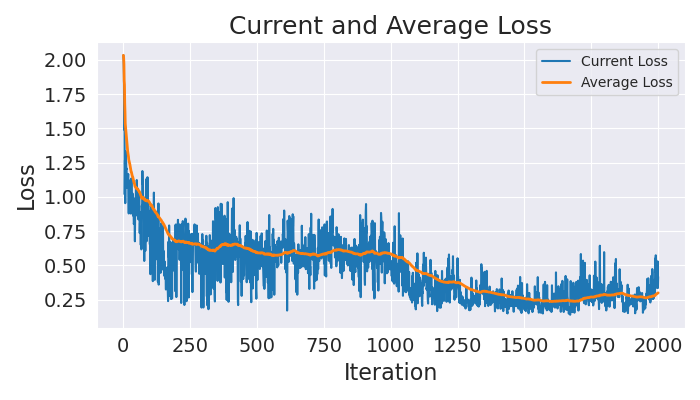 Current and Average Loss
Current Loss
Average Loss
Loss
2.00
1.75
1.50
1.25
1.00
0.75
0.50
0.25
0 250 500 750 1000 1250 1500 1750 2000
Iteration